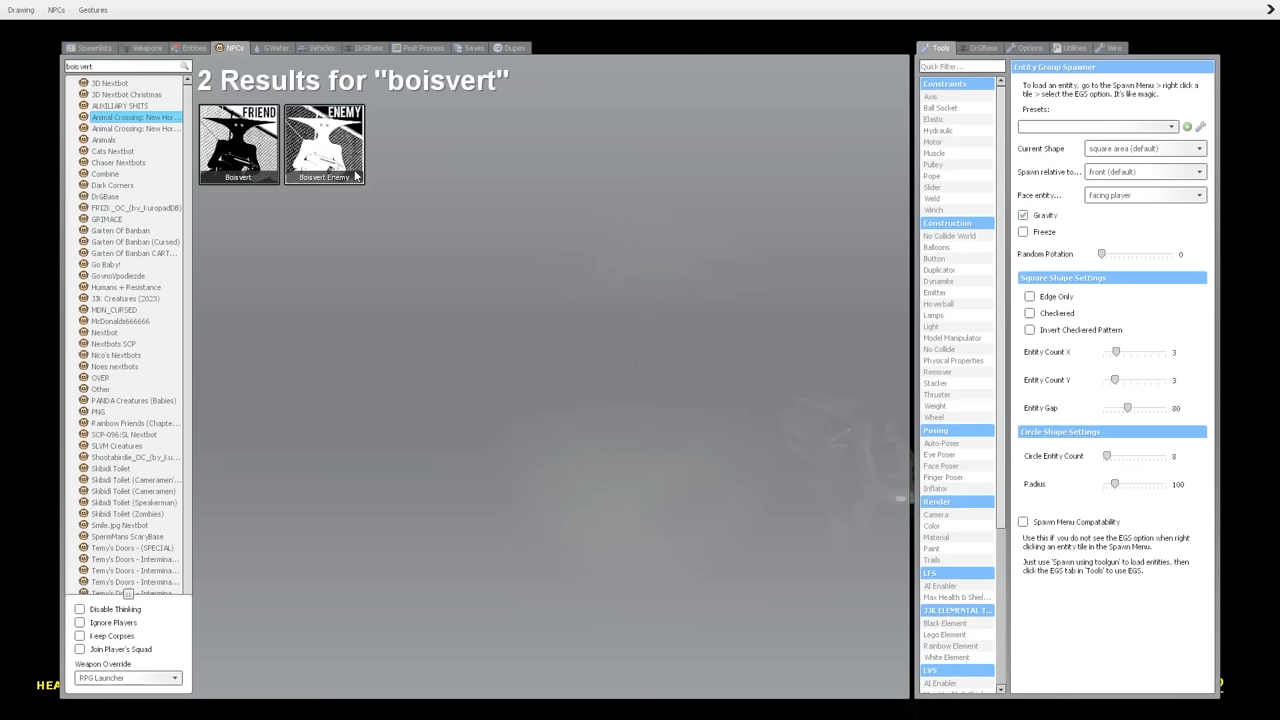 Drawing NPCs Gestures
Spawnlists Weapons Entities NPCs GWater Vehicles DrGBase Post Process Saves Dupes
boisvert
2 Results for "boisvert"
FRIEND
Boisvert
ENEMY
Boisvert Enemy
3D Nextbot
3D Nextbot Christmas
AUXILIARY SHITS
Animal Crossing: New Hor...
Animal Crossing: New Hor...
Animals
Cats Nextbot
Chaser Nextbots
Combine
Dark Corners
DrGBase
FRIZK_OC_(by_KuropadDB)
GRIMACE
Garten Of Banban
Garten Of Banban (Cursed)
Garten Of Banban CART...
Go Baby!
GovnoVpodiezde
Humans + Resistance
JJK Creatures (2023)
MDN_CURSED
McDonalds666666
Nextbot
Nextbots SCP
Nico's Nextbots
Noes nextbots
OVER
Other
PANDA Creatures (Babies)
PNG
Rainbow Friends (Chapte...
SCP-096:SL Nextbot
SLVM Creatures
Shootabirdie_OC_(by_Ku...
Skibidi Toilet
Skibidi Toilet (Cameramen'...
Skibidi Toilet (Cameramen)
Skibidi Toilet (Speakerman)
Skibidi Toilet (Zombies)
Smile.jpg Nextbot
SpermMans ScaryBase
Temy's Doors - (SPECIAL)
Temy's Doors - Intermina...
Temy's Doors - Intermina...
Temy's Doors - Intermina...
Disable Thinking
Ignore Players
Keep Corpses
Join Player's Squad
Weapon Override
RPG Launcher
HEA
Tools DrGBase Options Utilities Wire
Quick Filter...
Constraints
Axis
Ball Socket
Elastic
Hydraulic
Motor
Muscle
Pulley
Rope
Slider
Weld
Winch
Construction
No Collide World
Balloons
Button
Duplicator
Dynamite
Emitter
Hoverball
Lamps
Light
Model Manipulator
No Collide
Physical Properties
Remover
Stacker
Thruster
Weight
Wheel
Posing
Auto-Poser
Eye Poser
Face Poser
Finger Poser
Inflator
Render
Camera
Color
Material
Paint
Trails
LFS
AI Enabler
Max Health & Shiel...
JJK ELEMENTAL T...
Black Element
Lego Element
Rainbow Element
White Element
LVS
AI Enabler
Entity Group Spawner
To load an entity, go to the Spawn Menu > right click a
tile > select the EGS option. It's like magic.
Presets:
Current Shape square area (default)
Spawn relative to... front (default)
Face entity... facing player
Gravity
Freeze
Random Rotation 0
Square Shape Settings
Edge Only
Checkered
Invert Checkered Pattern
Entity Count X 3
Entity Count Y 3
Entity Gap 80
Circle Shape Settings
Circle Entity Count 8
Radius 100
Spawn Menu Compatability
Use this if you do not see the EGS option when right
clicking an entity tile in the Spawn Menu.
Just use 'Spawn using toolgun' to load entities, then
click the EGS tab in 'Tools' to use EGS.